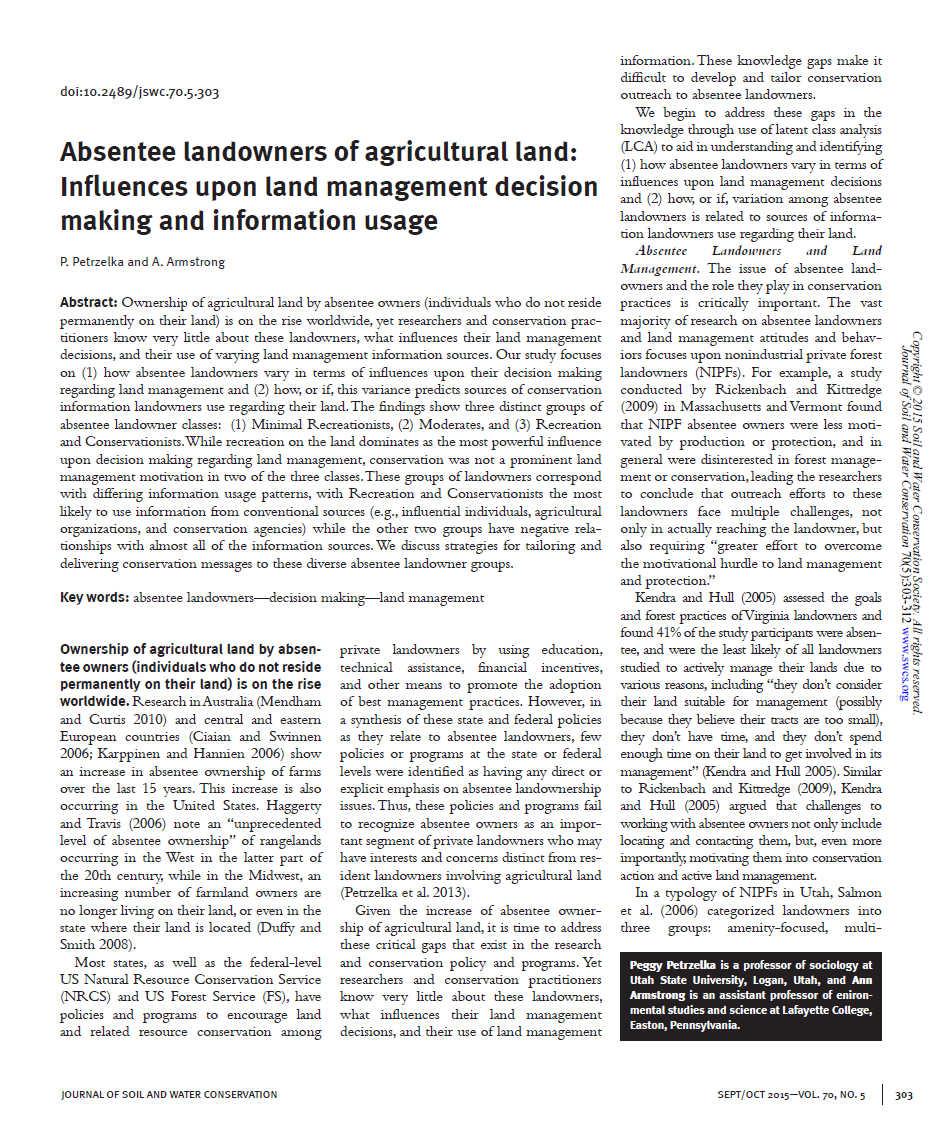 doi:10.2489/jswc.70.5.303
Absentee landowners of agricultural land:
Influences upon land management decision
making and information usage
P. Petrzelka and A. Armstrong
Abstract: Ownership of agricultural land by absentee owners (individuals who do not reside
permanently on their land) is on the rise worldwide, yet researchers and conservation prac-
titioners know very little about these landowners, what influences their land management
decisions, and their use of varying land management information sources. Our study focuses
on (1) how absentee landowners vary in terms of influences upon their decision making
regarding land management and (2) how, or if, this variance predicts sources of conservation
information landowners use regarding their land. The findings show three distinct groups of
absentee landowner classes: (1) Minimal Recreationists, (2) Moderates, and (3) Recreation
and Conservationists. While recreation on the land dominates as the most powerful influence
upon decision making regarding land management, conservation was not a prominent land
management motivation in two of the three classes. These groups of landowners correspond
with differing information usage patterns, with Recreation and Conservationists the most
likely to use information from conventional sources (e.g., influential individuals, agricultural
organizations, and conservation agencies) while the other two groups have negative rela-
tionships with almost all of the information sources. We discuss strategies for tailoring and
delivering conservation messages to these diverse absentee landowner groups.
Key words: absentee landowners—decision making—land management
Ownership of agricultural land by absen-
tee owners (individuals who do not reside
permanently on their land) is on the rise
worldwide. Research in Australia (Mendham
and Curtis 2010) and central and eastern
European countries (Ciaian and Swinnen
2006; Karppinen and Hannien 2006) show
an increase in absentee ownership of farms
over the last 15 years. This increase is also
occurring in the United States. Haggerty
and Travis (2006) note an “unprecedented
level of absentee ownership” of rangelands
occurring in the West in the latter part of
the 20th century, while in the Midwest, an
increasing number of farmland owners are
no longer living on their land, or even in the
state where their land is located (Duffy and
Smith 2008).
Most states, as well as the federal-level
US Natural Resource Conservation Service
(NRCS) and US Forest Service (FS), have
policies and programs to encourage land
and related resource conservation among
private landowners by using education,
technical assistance, financial incentives,
and other means to promote the adoption
of best management practices. However, in
a synthesis of these state and federal policies
as they relate to absentee landowners, few
policies or programs at the state or federal
levels were identified as having any direct or
explicit emphasis on absentee landownership
issues. Thus, these policies and programs fail
to recognize absentee owners as an impor-
tant segment of private landowners who may
have interests and concerns distinct from res-
ident landowners involving agricultural land
(Petrzelka et al. 2013).
Given the increase of absentee owner-
ship of agricultural land, it is time to address
these critical gaps that exist in the research
and conservation policy and programs. Yet
researchers and conservation practitioners
know very little about these landowners,
what influences their land management
decisions, and their use of land management
information. These knowledge gaps make it
difficult to develop and tailor conservation
outreach to absentee landowners.
We begin to address these gaps in the
knowledge through use of latent class analysis
(LCA) to aid in understanding and identifying
(1) how absentee landowners vary in terms of
influences upon land management decisions
and (2) how, or if, variation among absentee
landowners is related to sources of informa-
tion landowners use regarding their land.
Absentee Landowners and Land
Management. The issue of absentee land-
owners and the role they play in conservation
practices is critically important. The vast
majority of research on absentee landowners
and land management attitudes and behav-
iors focuses upon nonindustrial private forest
landowners (NIPFs). For example, a study
conducted by Rickenbach and Kittredge
(2009) in Massachusetts and Vermont found
that NIPF absentee owners were less moti-
vated by production or protection, and in
general were disinterested in forest manage-
ment or conservation, leading the researchers
to conclude that outreach efforts to these
landowners face multiple challenges, not
only in actually reaching the landowner, but
also requiring “greater effort to overcome
the motivational hurdle to land management
and protection.”
Kendra and Hull (2005) assessed the goals
and forest practices of Virginia landowners and
found 41% of the study participants were absen-
tee, and were the least likely of all landowners
studied to actively manage their lands due to
various reasons, including “they don’t consider
their land suitable for management (possibly
because they believe their tracts are too small),
they don’t have time, and they don’t spend
enough time on their land to get involved in its
management” (Kendra and Hull 2005). Similar
to Rickenbach and Kittredge (2009), Kendra
and Hull (2005) argued that challenges to
working with absentee owners not only include
locating and contacting them, but, even more
importantly, motivating them into conservation
action and active land management.
In a typology of NIPFs in Utah, Salmon
et al. (2006) categorized landowners into
three groups: amenity-focused, multi-
Peggy Petrzelka is a professor of sociology at
Utah State University, Logan, Utah, and Ann
Armstrong is an assistant professor of eniron-
mental studies and science at Lafayette College,
Easton, Pennsylvania.
Copyright © 2015 Soil and Water Conservation Society. All rights reserved.
Journal of Soil and Water Conservation 70(5):303-312 www.swcs.org
JOURNAL OF SOIL AND WATER CONSERVATION
SEPT/OCT 2015—VOL. 70, NO. 5
303